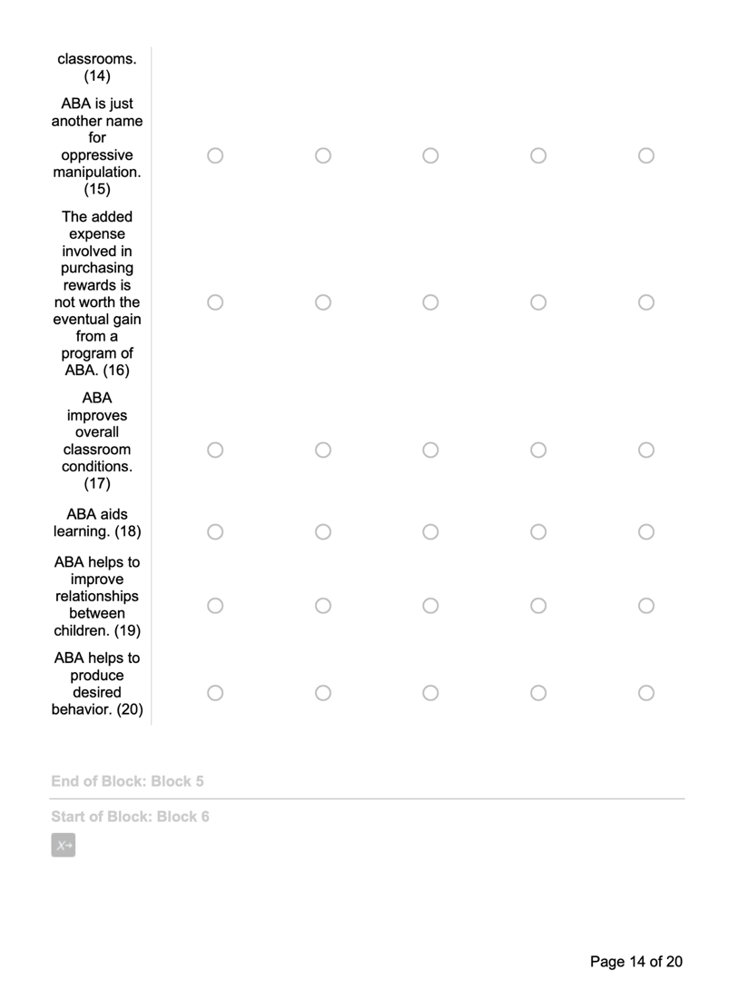 classrooms.
(14)
ABA is just
another name
for
oppressive
manipulation.
(15)
The added
expense
involved in
purchasing
rewards is
not worth the
eventual gain
from a
program of
ABA. (16)
ABA
improves
overall
classroom
conditions.
(17)
ABA aids
learning. (18)
ABA helps to
improve
relationships
between
children. (19)
ABA helps to
produce
desired
behavior. (20)
End of Block: Block 5
Start of Block: Block 6
X→
Page 14 of 20